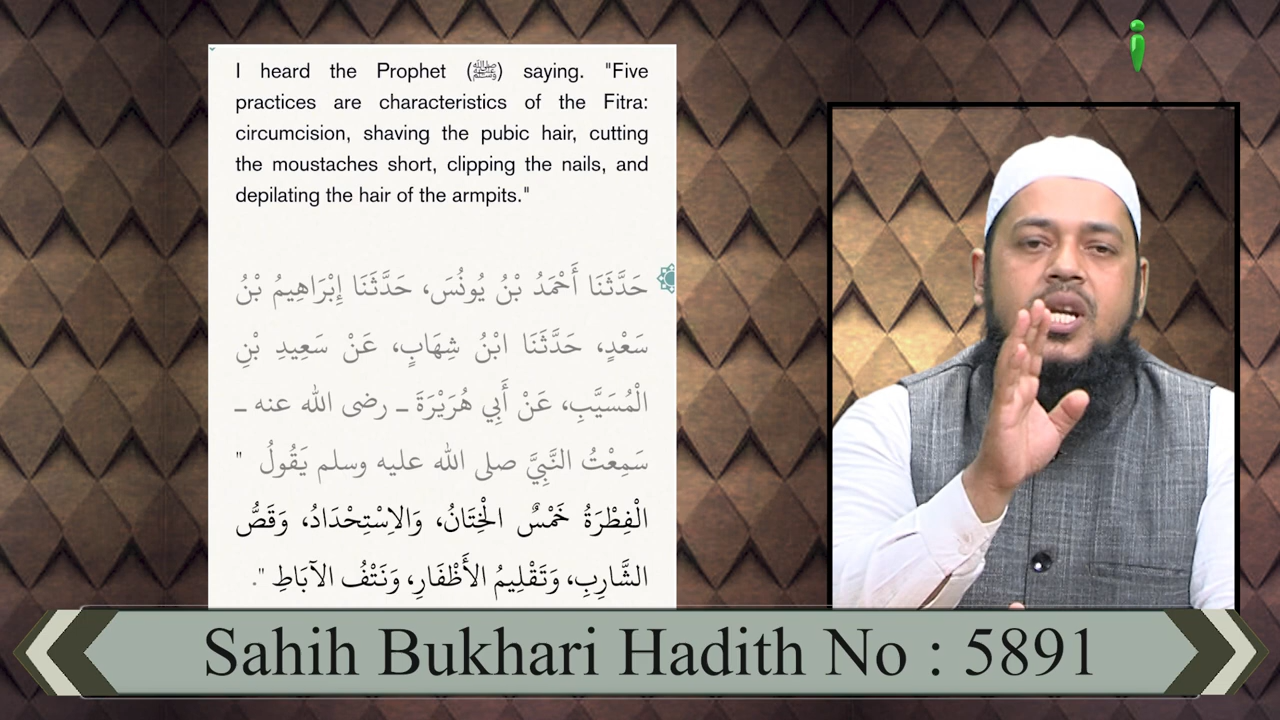 I heard the Prophet (ﷺ) saying. "Five
practices are characteristics of the Fitra:
circumcision, shaving the pubic hair, cutting
the moustaches short, clipping the nails, and
depilating the hair of the armpits."
حَدَّثَنَا أَحْمَدُ بْنُ يُونُسَ، حَدَّثَنَا إِبْرَاهِيمُ بْنُ
سَعْدٍ، حَدَّثَنَا ابْنُ شِهَابٍ، عَنْ سَعِيدِ بْنِ
الْمُسَيَّبِ، عَنْ أَبِي هُرَيْرَةَ ـ رضى الله عنه ـ
سَمِعْتُ النَّبِيَّ صلى الله عليه وسلم يَقُولُ ‏"‏
الْفِطْرَةُ خَمْسٌ الْخِتَانُ، وَالاِسْتِحْدَادُ، وَقَصُّ
الشَّارِبِ، وَتَقْلِيمُ الأَظْفَارِ، وَنَتْفُ الآبَاطِ ‏"‏‏.‏
Sahih Bukhari Hadith No : 5891